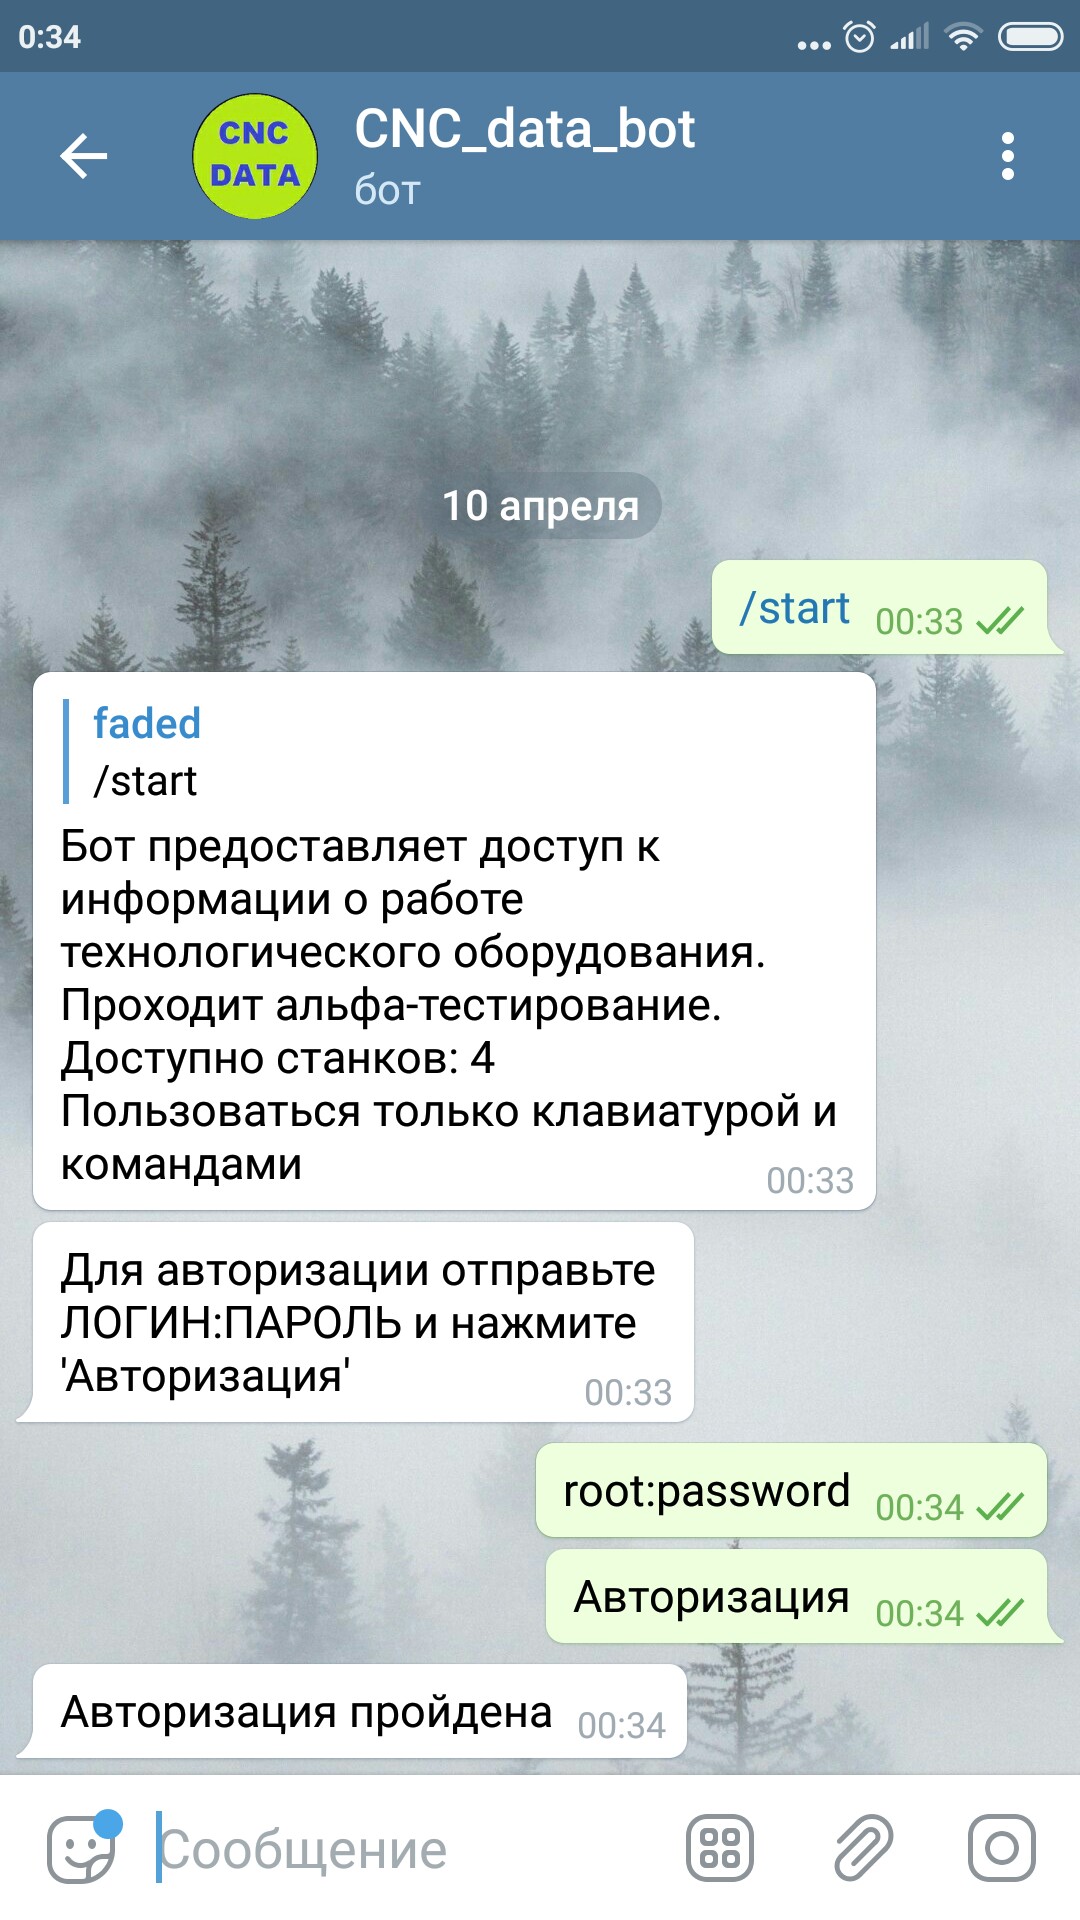 0:34
CNC
DATA
CNC_data_bot
бот
10 апреля
/start 00:33
faded
/start
Бот предоставляет доступ к
информации о работе
технологического оборудования.
Проходит альфа-тестирование.
Доступно станков: 4
Пользоваться только клавиатурой и
командами 00:33
Для авторизации отправьте
ЛОГИН:ПАРОЛЬ и нажмите
'Авторизация' 00:33
root:password 00:34
Авторизация 00:34
Авторизация пройдена 00:34
Сообщение